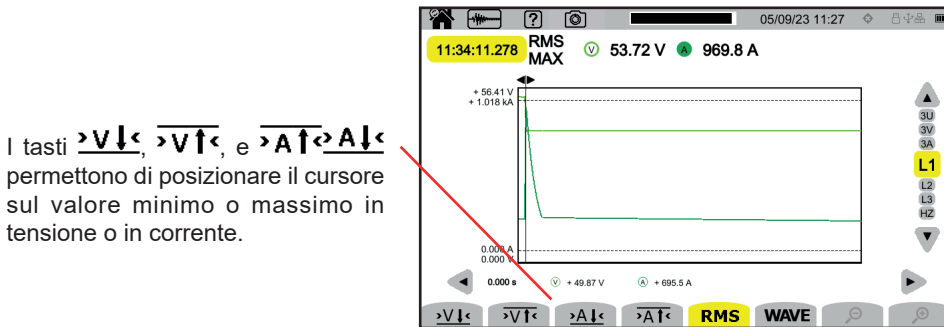 05/09/23 11:27
11:34:11.278 RMS MAX V 53.72 V A 969.8 A
+ 56.41 V
+ 1.018 kA
3U
3V
3A
L1
L2
L3
HZ
0.000 A
0.000 V
0.000 s V + 49.87 V A + 695.5 A
>V↓< >V↑< >A↓< >A↑< RMS WAVE
I tasti >V↓<, >V↑<, e >A↑< >A↓<
permettono di posizionare il cursore
sul valore minimo o massimo in
tensione o in corrente.